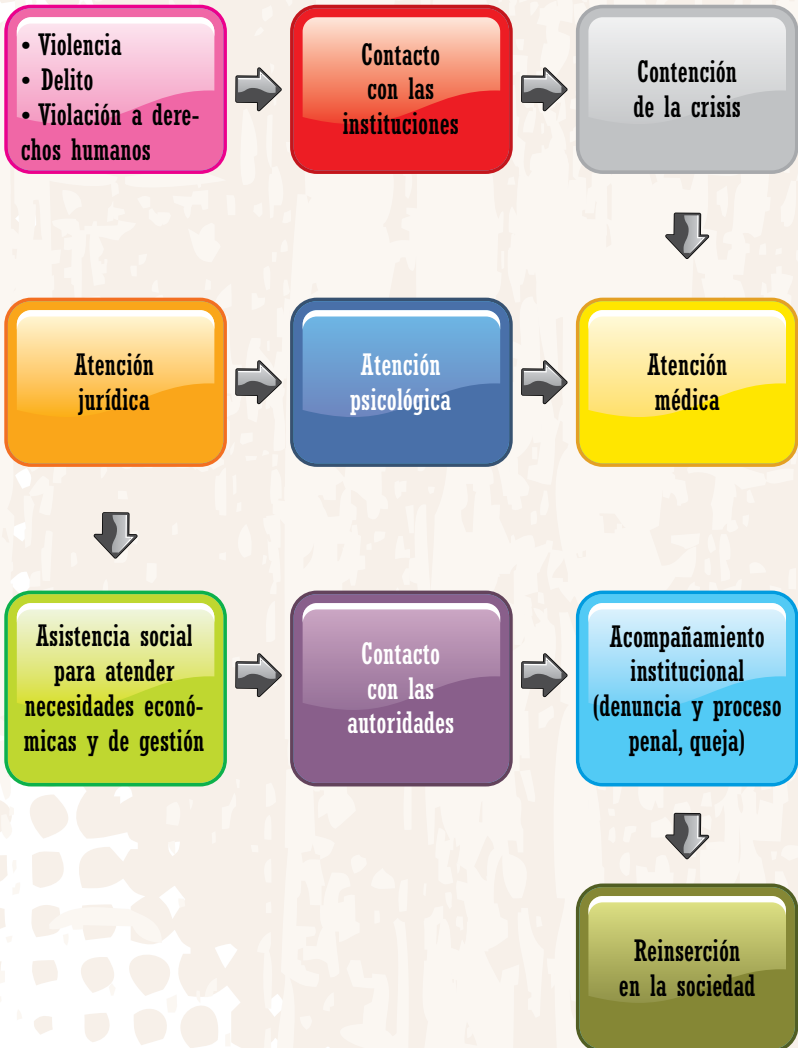 • Violencia
• Delito
• Violación a dere-
chos humanos
Contacto
con las
instituciones
Contención
de la crisis
Atención
jurídica
Atención
psicológica
Atención
médica
Asistencia social
para atender
necesidades econó-
micas y de gestión
Contacto
con las
autoridades
Acompañamiento
institucional
(denuncia y proceso
penal, queja)
Reinserción
en la sociedad